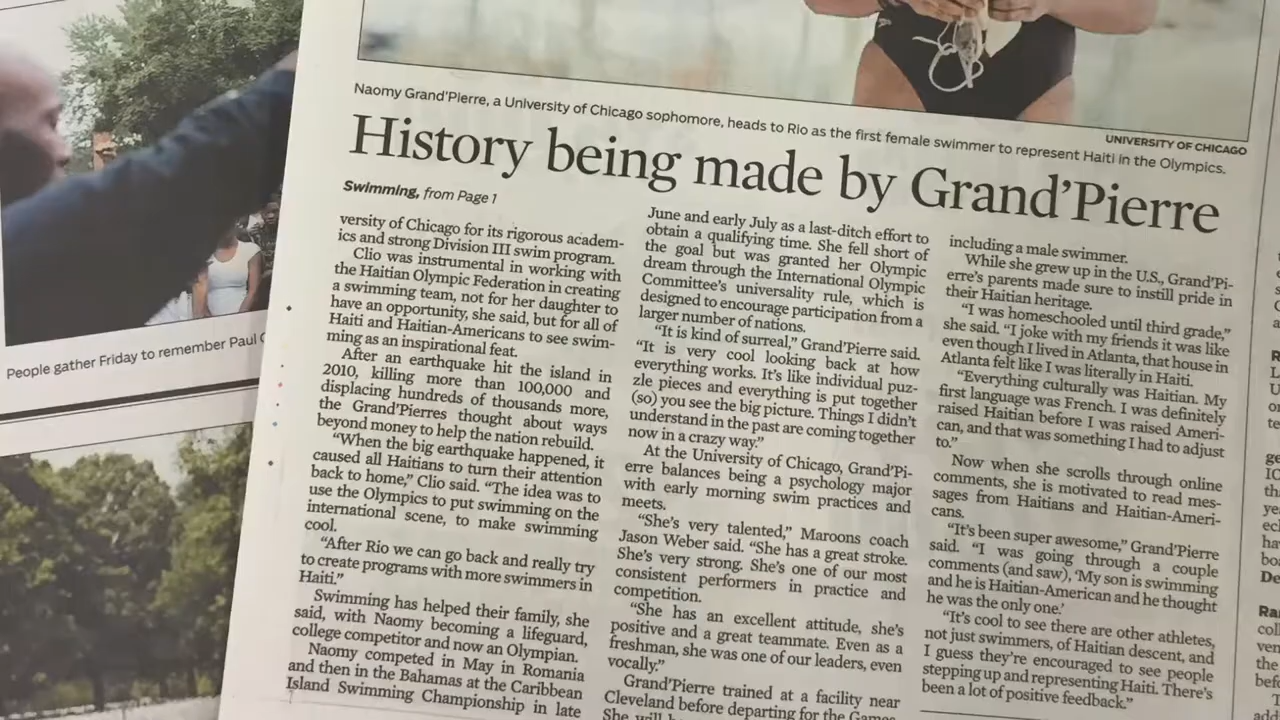 People gather Friday to remember Paul
Naomy Grand'Pierre, a University of Chicago sophomore, heads to Rio as the first female swimmer to represent Haiti in the Olympics.
UNIVERSITY OF CHICAGO
History being made by Grand'Pierre
Swimming, from Page 1
versity of Chicago for its rigorous academ-
ics and strong Division III swim program.
Clio was instrumental in working with
the Haitian Olympic Federation in creating
a swimming team, not for her daughter to
have an opportunity, she said, but for all of
Haiti and Haitian-Americans to see swim-
ming as an inspirational feat.
After an earthquake hit the island in
2010, killing more than 100,000 and
displacing hundreds of thousands more,
the Grand'Pierres thought about ways
beyond money to help the nation rebuild.
"When the big earthquake happened, it
caused all Haitians to turn their attention
back to home," Clio said. "The idea was to
use the Olympics to put swimming on the
international scene, to make swimming
cool.
"After Rio we can go back and really try
to create programs with more swimmers in
Haiti."
Swimming has helped their family, she
said, with Naomy becoming a lifeguard,
college competitor and now an Olympian.
Naomy competed in May in Romania
and then in the Bahamas at the Caribbean
Island Swimming Championship in late
June and early July as a last-ditch effort to
obtain a qualifying time. She fell short of
the goal but was granted her Olympic
dream through the International Olympic
Committee's universality rule, which is
designed to encourage participation from a
larger number of nations.
"It is kind of surreal," Grand'Pierre said.
"It is very cool looking back at how
everything works. It's like individual puz-
zle pieces and everything is put together
(so) you see the big picture. Things I didn't
understand in the past are coming together
now in a crazy way."
At the University of Chicago, Grand'Pi-
erre balances being a psychology major
with early morning swim practices and
meets.
"She's very talented," Maroons coach
Jason Weber said. "She has a great stroke.
She's very strong. She's one of our most
consistent performers in practice and
competition.
"She has an excellent attitude, she's
positive and a great teammate. Even as a
freshman, she was one of our leaders, even
vocally."
Grand'Pierre trained at a facility near
Cleveland before departing for the Games.
She will
including a male swimmer.
While she grew up in the U.S., Grand'Pi-
erre's parents made sure to instill pride in
their Haitian heritage.
"I was homeschooled until third grade,"
she said. "I joke with my friends it was like
even though I lived in Atlanta, that house in
Atlanta felt like I was literally in Haiti.
"Everything culturally was Haitian. My
first language was French. I was definitely
raised Haitian before I was raised Ameri-
can, and that was something I had to adjust
to."
Now when she scrolls through online
comments, she is motivated to read mes-
sages from Haitians and Haitian-Ameri-
cans.
"It's been super awesome," Grand'Pierre
said. "I was going through a couple
comments (and saw), 'My son is swimming
and he is Haitian-American and he thought
he was the only one.'
"It's cool to see there are other athletes,
not just swimmers, of Haitian descent, and
I guess they're encouraged to see people
stepping up and representing Haiti. There's
been a lot of positive feedback."